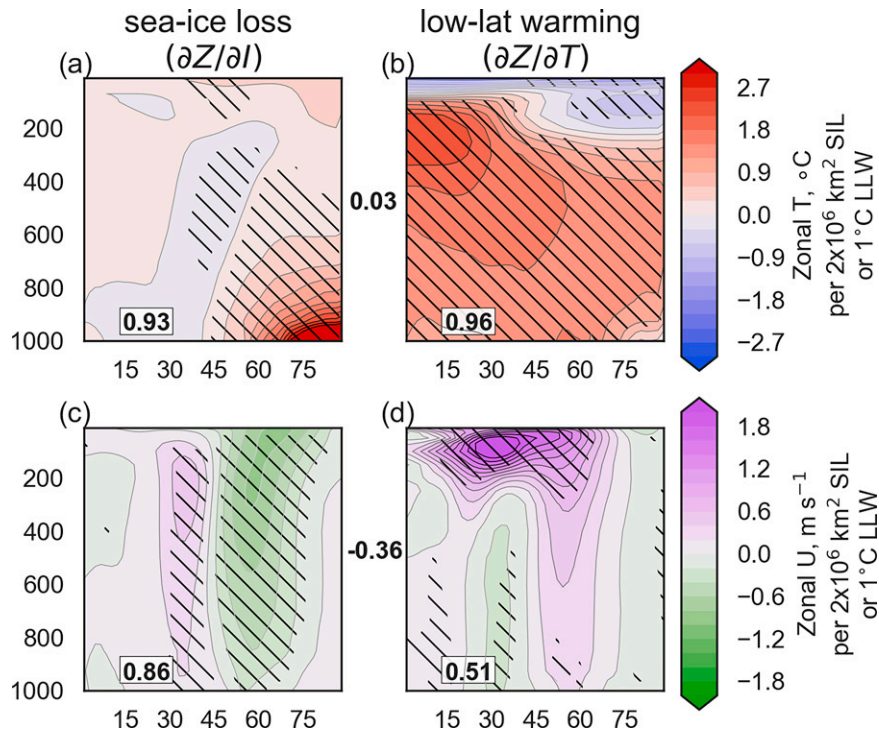 sea-ice loss
(∂Z/∂I)
low-lat warming
(∂Z/∂T)
(a)
(b)
200
400
600
800
1000
0.93
15 30 45 60 75
0.03
0.96
15 30 45 60 75
2.7
1.8
0.9
0.0
−0.9
−1.8
−2.7
Zonal T, °C
per 2x10⁶ km² SIL
or 1°C LLW
(c)
(d)
200
400
600
800
1000
0.86
15 30 45 60 75
-0.36
0.51
15 30 45 60 75
1.8
1.2
0.6
0.0
−0.6
−1.2
−1.8
Zonal U, m s⁻¹
per 2x10⁶ km² SIL
or 1°C LLW